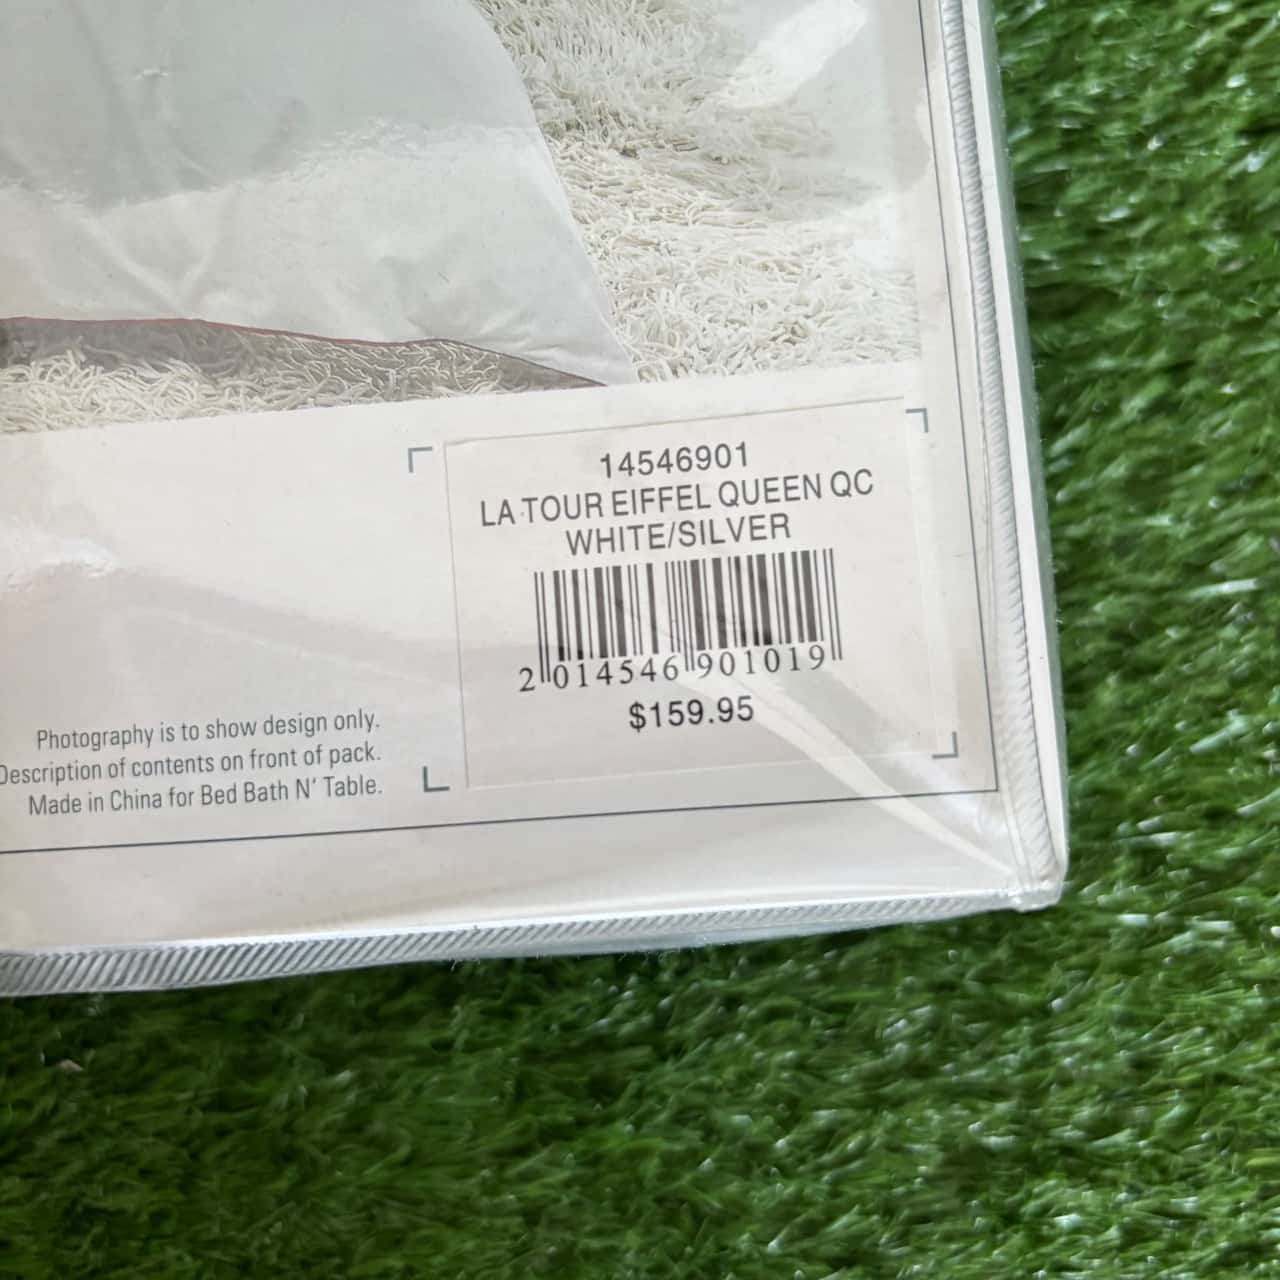 14546901
LA TOUR EIFFEL QUEEN QC
WHITE/SILVER
2 014546 901019
$159.95
Photography is to show design only.
Description of contents on front of pack.
Made in China for Bed Bath N' Table.